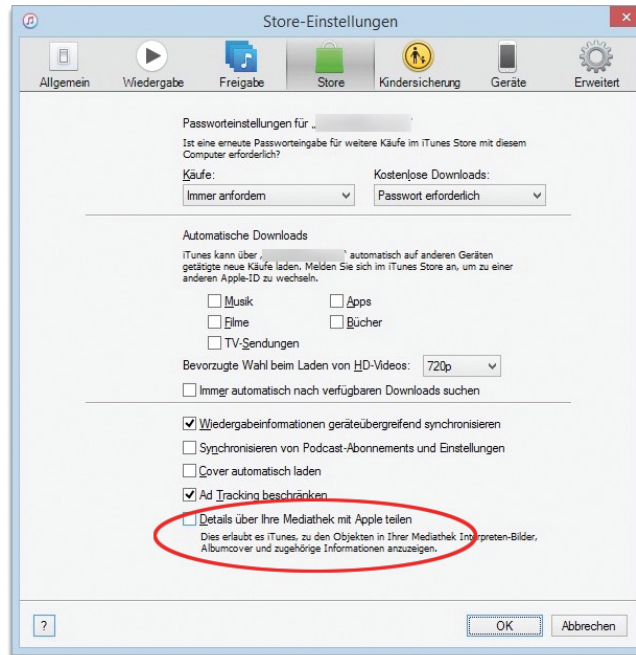 Store-Einstellungen
Allgemein Wiedergabe Freigabe Store Kindersicherung Geräte Erweitert
Passworteinstellungen für „
Ist eine erneute Passworteingabe für weitere Käufe im iTunes Store mit diesem
Computer erforderlich?
Käufe: Kostenlose Downloads:
Immer anfordern Passwort erforderlich
Automatische Downloads
iTunes kann über „ “ automatisch auf anderen Geräten
getätigte neue Käufe laden. Melden Sie sich im iTunes Store an, um zu einer
anderen Apple-ID zu wechseln.
Musik Apps
Filme Bücher
TV-Sendungen
Bevorzugte Wahl beim Laden von HD-Videos: 720p
Immer automatisch nach verfügbaren Downloads suchen
Wiedergabeinformationen geräteübergreifend synchronisieren
Synchronisieren von Podcast-Abonnements und Einstellungen
Cover automatisch laden
Ad Tracking beschränken
Details über Ihre Mediathek mit Apple teilen
Dies erlaubt es iTunes, zu den Objekten in Ihrer Mediathek Interpreten-Bilder,
Albumcover und zugehörige Informationen anzuzeigen.
? OK Abbrechen